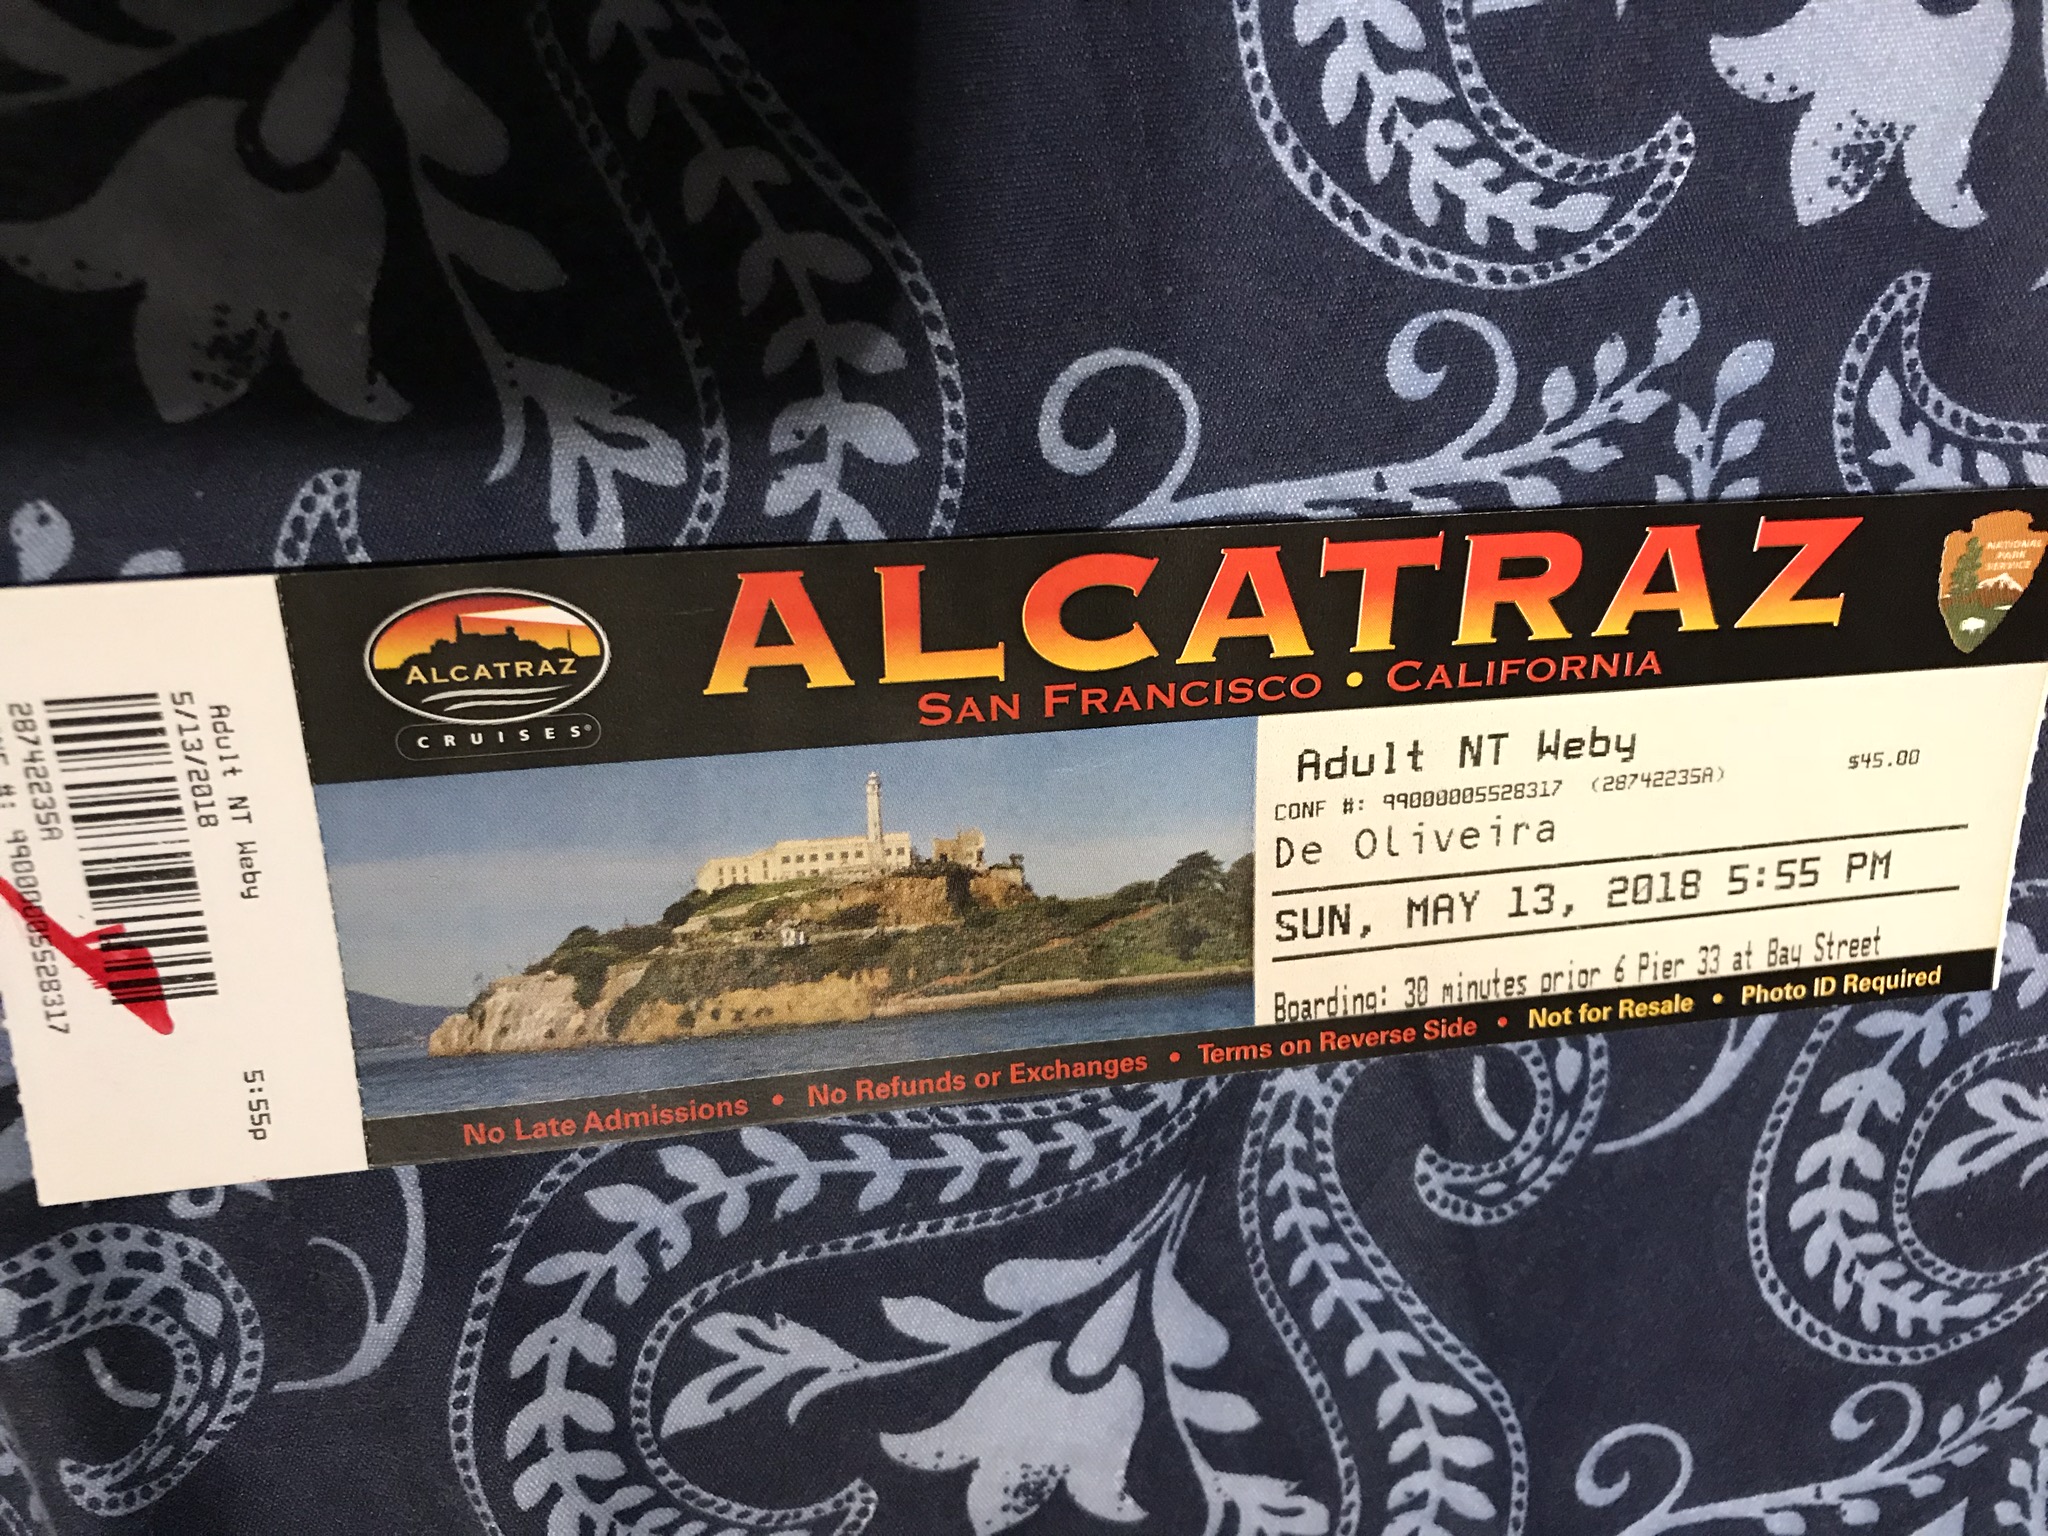 ALCATRAZ
CRUISES®
ALCATRAZ
SAN FRANCISCO • CALIFORNIA
NATIONAL
PARK
SERVICE
Adult NT Weby
$45.00
CONF #: 99000005528317 (28742235A)
De Oliveira
SUN, MAY 13, 2018 5:55 PM
Boarding: 30 minutes prior 6 Pier 33 at Bay Street
No Late Admissions • No Refunds or Exchanges • Terms on Reverse Side • Not for Resale • Photo ID Required
Adult NT Weby 5:55p
5/13/2018
28742235A
#: 99000005528317